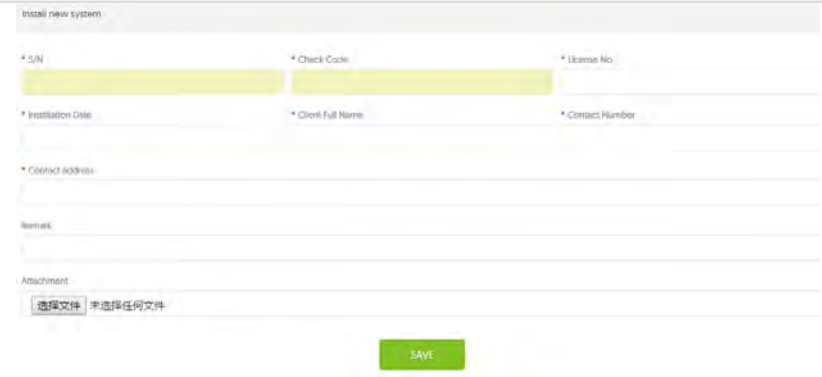 Install new system
* S/N * Check Code * License No.
* Instillation Date * Client Full Name * Contact Number
* Contact address
Remark
Attachment
选择文件 未选择任何文件
SAVE